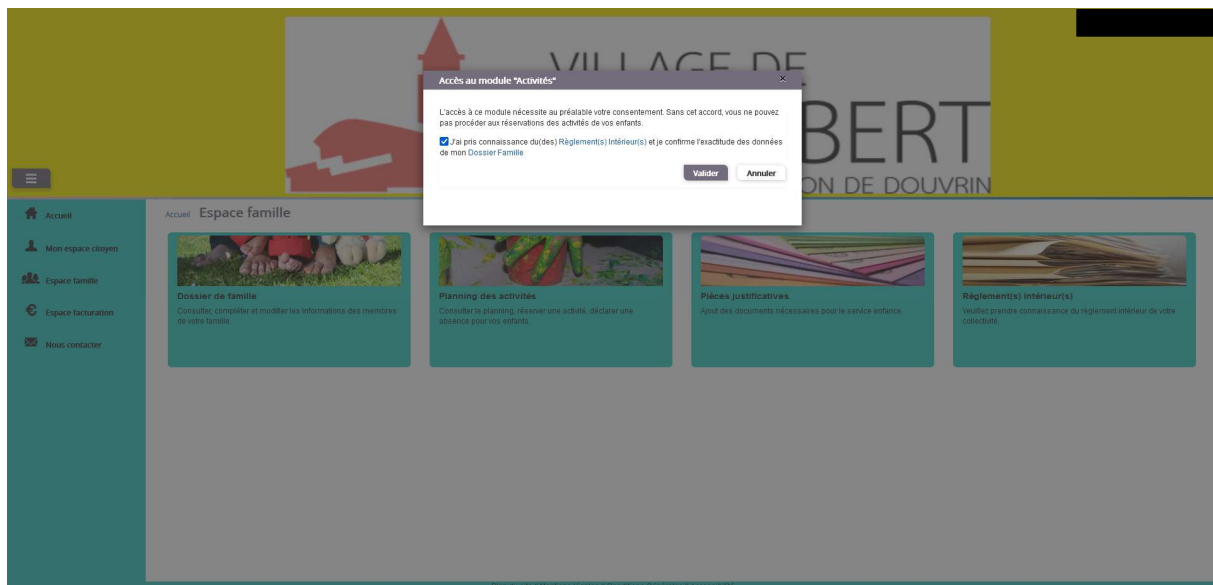 VILLAGE DE
BERT
ON DE DOUVRIN
Accès au module "Activités"
×
L'accès à ce module nécessite au préalable votre consentement. Sans cet accord, vous ne pouvez
pas procéder aux réservations des activités de vos enfants.
J'ai pris connaissance du(des) Règlement(s) Intérieur(s) et je confirme l'exactitude des données
de mon Dossier Famille
Valider
Annuler
Accueil
Mon espace citoyen
Espace famille
Espace facturation
Nous contacter
Accueil Espace famille
Dossier de famille
Consulter, compléter et modifier les informations des membres
de votre famille.
Planning des activités
Consulter le planning, réserver une activité, déclarer une
absence pour vos enfants.
Pièces justificatives
Ajout des documents nécessaires pour le service enfance.
Règlement(s) intérieur(s)
Veuillez prendre connaissance du règlement intérieur de votre
collectivité.